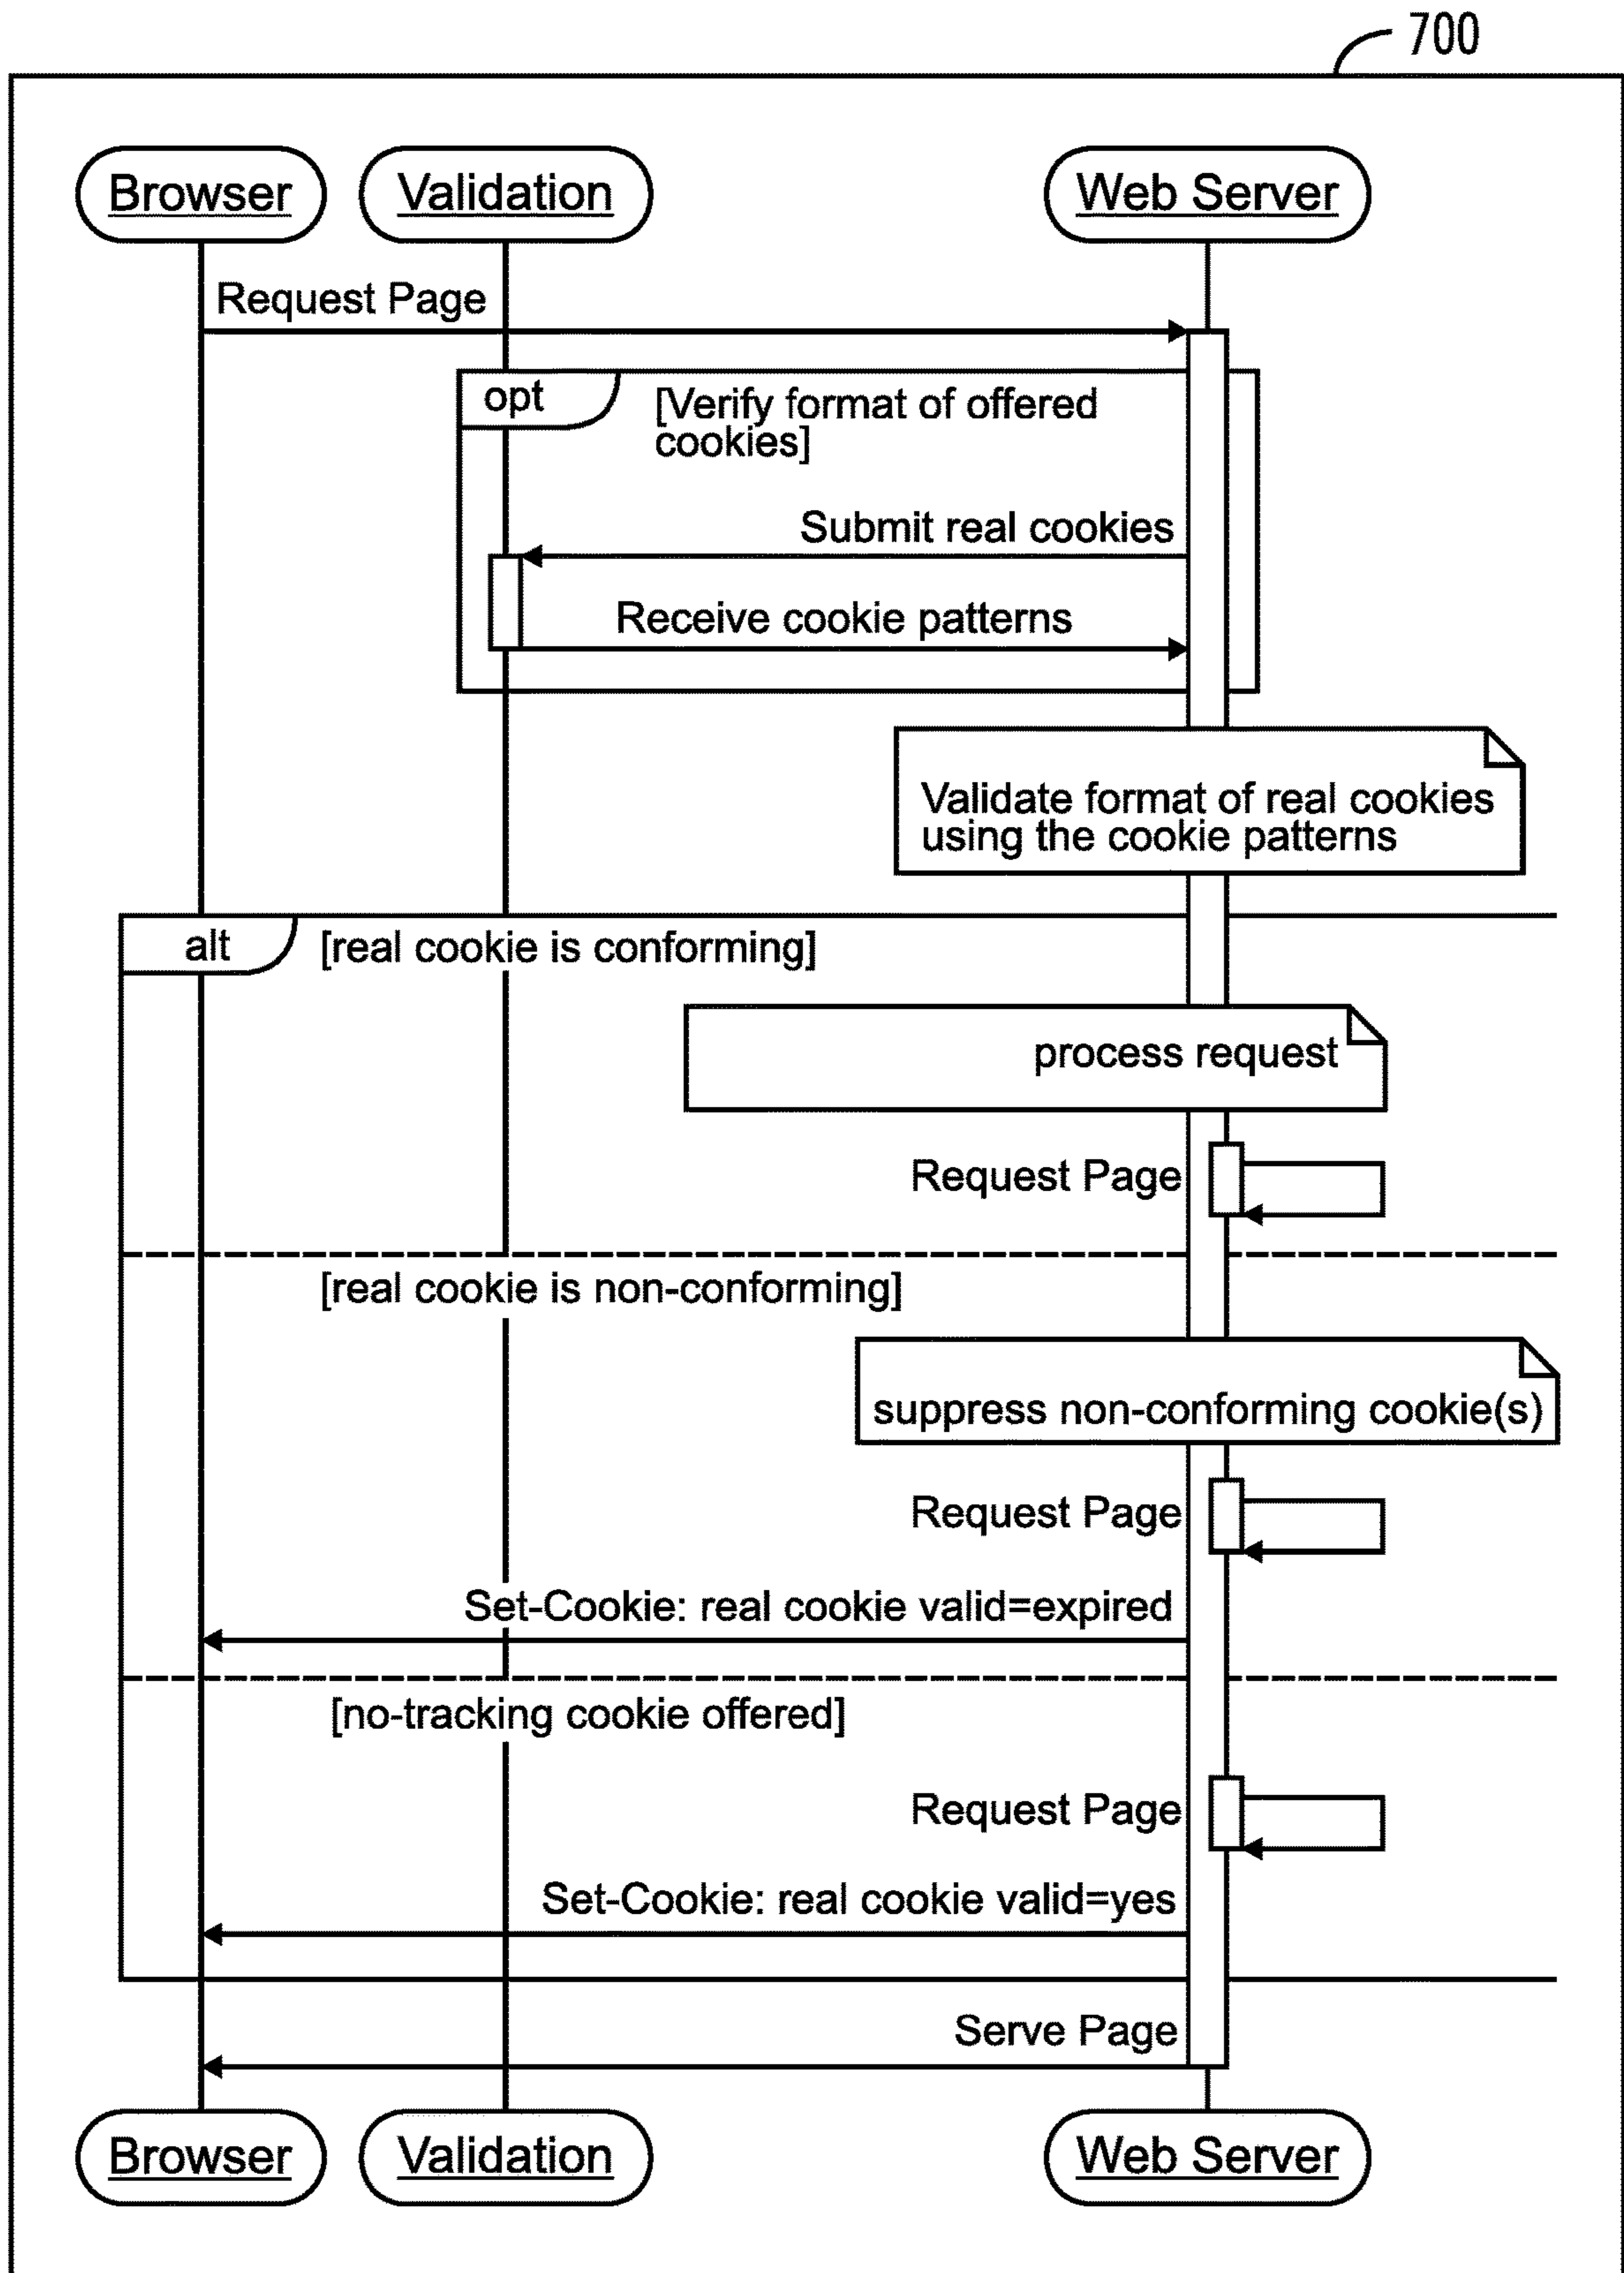 700
Browser
Validation
Web Server
Request Page
opt
[Verify format of offered
cookies]
Submit real cookies
Receive cookie patterns
Validate format of real cookies
using the cookie patterns
alt
[real cookie is conforming]
process request
Request Page
[real cookie is non-conforming]
suppress non-conforming cookie(s)
Request Page
Set-Cookie: real cookie valid=expired
[no-tracking cookie offered]
Request Page
Set-Cookie: real cookie valid=yes
Serve Page
Browser
Validation
Web Server